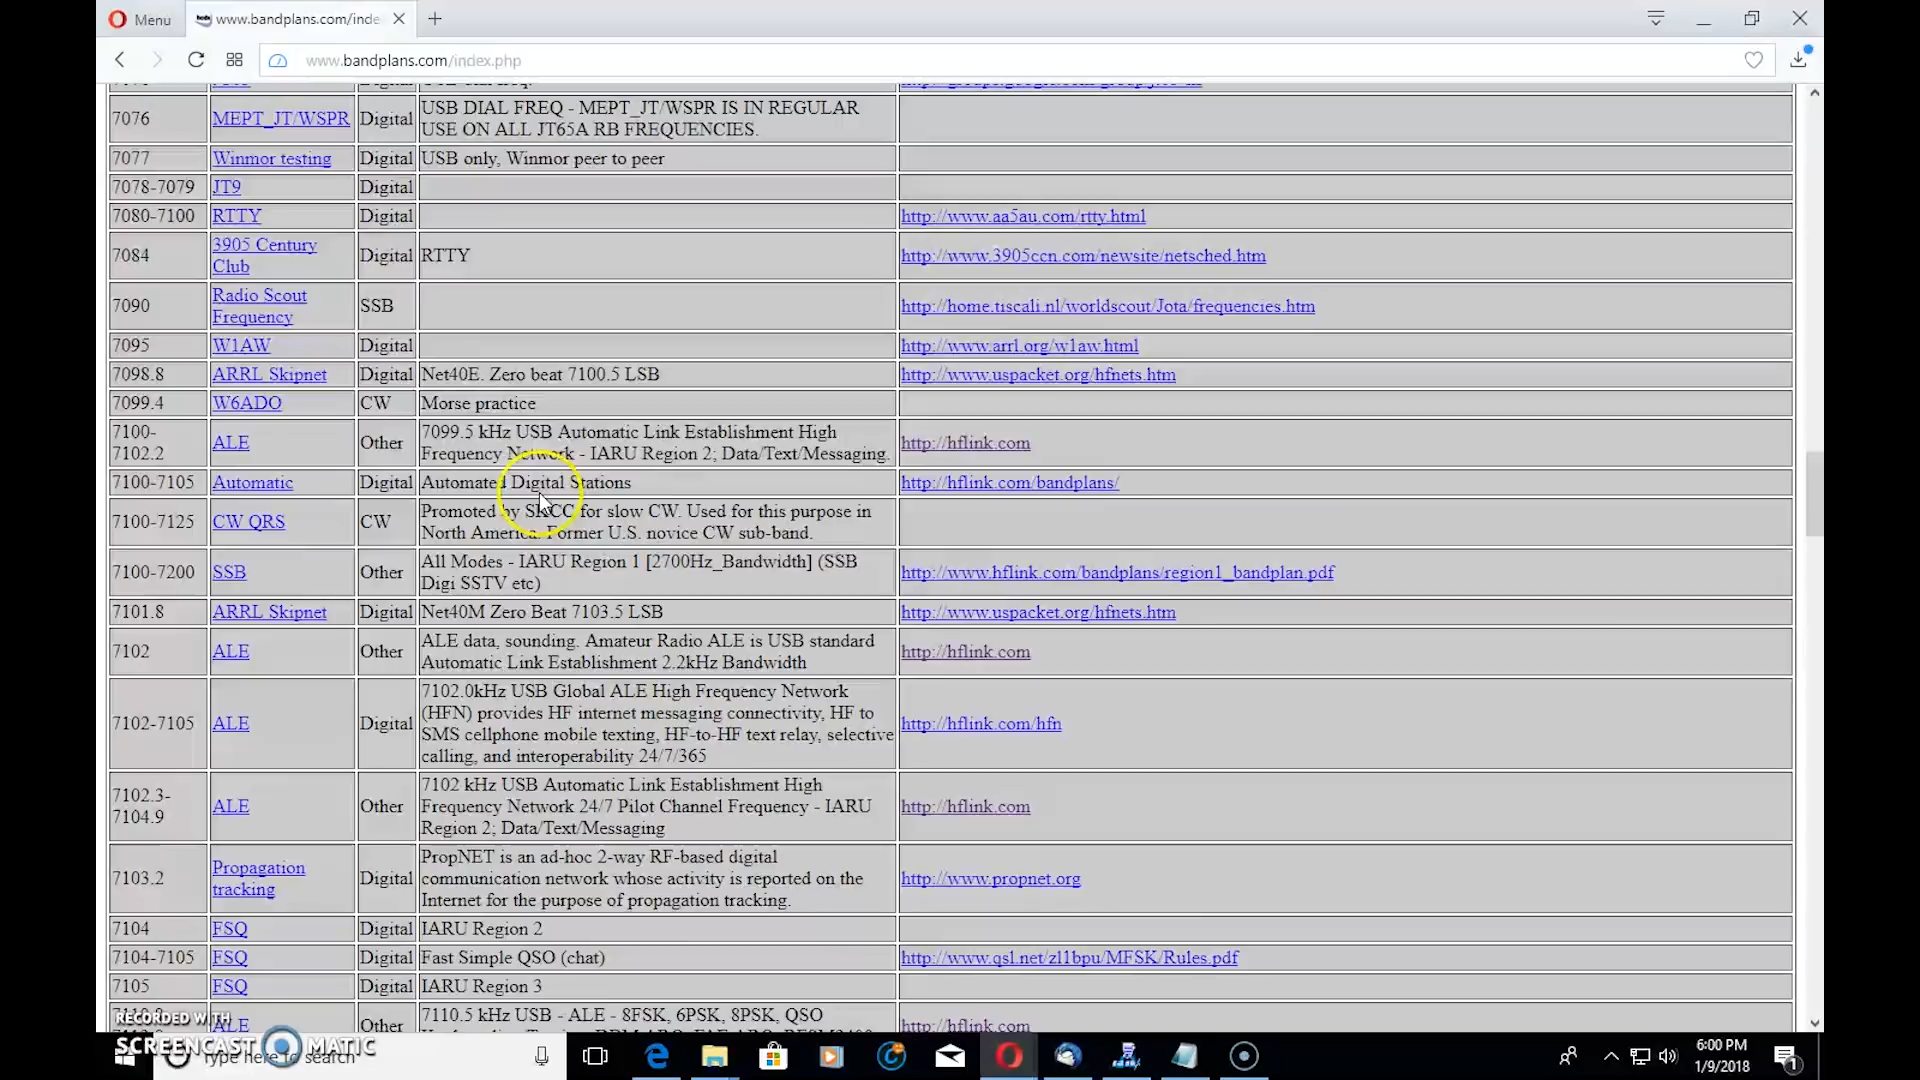 Menu
www.bandplans.com/inde
www.bandplans.com/index.php
Digital
7076 MEPT_JT/WSPR Digital USB DIAL FREQ - MEPT_JT/WSPR IS IN REGULAR
USE ON ALL JT65A RB FREQUENCIES.
7077 Winmor testing Digital USB only, Winmor peer to peer
7078-7079 JT9 Digital
7080-7100 RTTY Digital http://www.aa5au.com/rtty.html
7084 3905 Century
Club Digital RTTY http://www.3905ccn.com/newsite/netsched.htm
7090 Radio Scout
Frequency SSB http://home.tiscali.nl/worldscout/Jota/frequencies.htm
7095 W1AW Digital http://www.arrl.org/w1aw.html
7098.8 ARRL Skipnet Digital Net40E. Zero beat 7100.5 LSB http://www.uspacket.org/hfnets.htm
7099.4 W6ADO CW Morse practice
7100-
7102.2 ALE Other 7099.5 kHz USB Automatic Link Establishment High
Frequency Network - IARU Region 2; Data/Text/Messaging. http://hflink.com
7100-7105 Automatic Digital Automated Digital Stations http://hflink.com/bandplans/
7100-7125 CW QRS CW Promoted by SKCC for slow CW. Used for this purpose in
North America. Former U.S. novice CW sub-band.
7100-7200 SSB Other All Modes - IARU Region 1 [2700Hz_Bandwidth] (SSB
Digi SSTV etc) http://www.hflink.com/bandplans/region1_bandplan.pdf
7101.8 ARRL Skipnet Digital Net40M Zero Beat 7103.5 LSB http://www.uspacket.org/hfnets.htm
7102 ALE Other ALE data, sounding. Amateur Radio ALE is USB standard
Automatic Link Establishment 2.2kHz Bandwidth http://hflink.com
7102-7105 ALE Digital 7102.0kHz USB Global ALE High Frequency Network
(HFN) provides HF internet messaging connectivity, HF to
SMS cellphone mobile texting, HF-to-HF text relay, selective
calling, and interoperability 24/7/365 http://hflink.com/hfn
7102.3-
7104.9 ALE Other 7102 kHz USB Automatic Link Establishment High
Frequency Network 24/7 Pilot Channel Frequency - IARU
Region 2; Data/Text/Messaging http://hflink.com
7103.2 Propagation
tracking Digital PropNET is an ad-hoc 2-way RF-based digital
communication network whose activity is reported on the
Internet for the purpose of propagation tracking. http://www.propnet.org
7104 FSQ Digital IARU Region 2
7104-7105 FSQ Digital Fast Simple QSO (chat) http://www.qsl.net/zl1bpu/MFSK/Rules.pdf
7105 FSQ Digital IARU Region 3
ALE Other 7110.5 kHz USB - ALE - 8FSK, 6PSK, 8PSK, QSO
http://hflink.com
RECORDED WITH
SCREENCAST MATIC
Type here to search
6:00 PM
1/9/2018
1